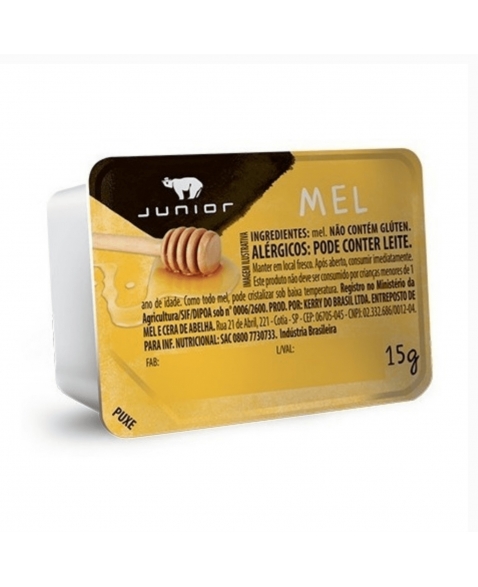 JUNIOR
MEL
IMAGEM ILUSTRATIVA
INGREDIENTES: mel. NÃO CONTÉM GLÚTEN.
ALÉRGICOS: PODE CONTER LEITE.
Manter em local fresco. Após aberto, consumir imediatamente.
Este produto não deve ser consumido por crianças menores de 1
ano de idade. Como todo mel, pode cristalizar sob baixa temperatura. Registro no Ministério da
Agricultura/SIF/DIPOA sob n° 0006/2600. PROD. POR: KERRY DO BRASIL LTDA. ENTREPOSTO DE
MEL E CERA DE ABELHA. Rua 21 de Abril, 221 - Cotia - SP - CEP: 06705-045 - CNPJ: 02.332.686/0012-04.
PARA INF. NUTRICIONAL: SAC 0800 7730733. Indústria Brasileira
FAB:
L/VAL:
15g
PUXE